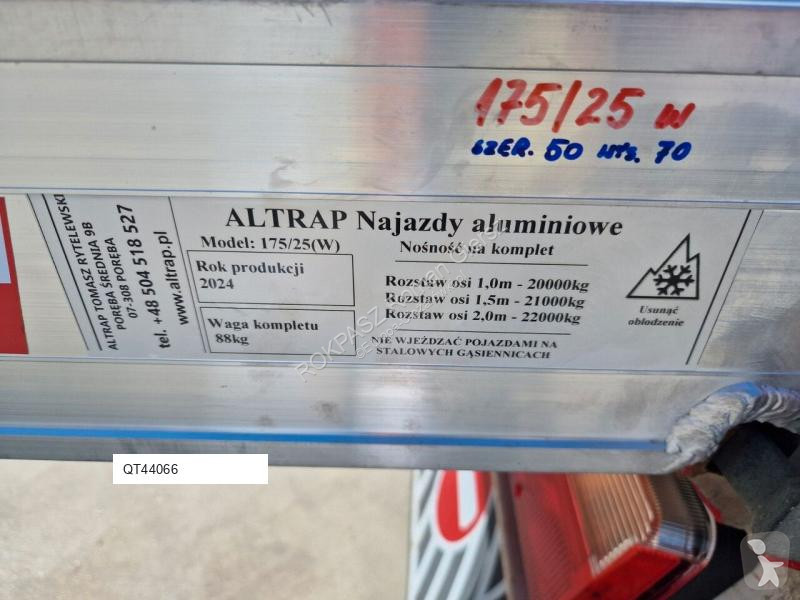 175/25 W
SZER. 50 WYS. 70
ALTRAP TOMASZ RYTELEWSKI
PORĘBA ŚREDNIA 9B
07-308 PORĘBA
tel. +48 504 518 527
www.altrap.pl
ALTRAP Najazdy aluminiowe
Model: 175/25(W)
Rok produkcji
2024
Waga kompletu
88kg
Nośność na komplet
Rozstaw osi 1,0m - 20000kg
Rozstaw osi 1,5m - 21000kg
Rozstaw osi 2,0m - 22000kg
NIE WJEŻDZAĆ POJAZDAMI NA
STALOWYCH GĄSIENNICACH
Usunąć
oblodzenie
QT44066